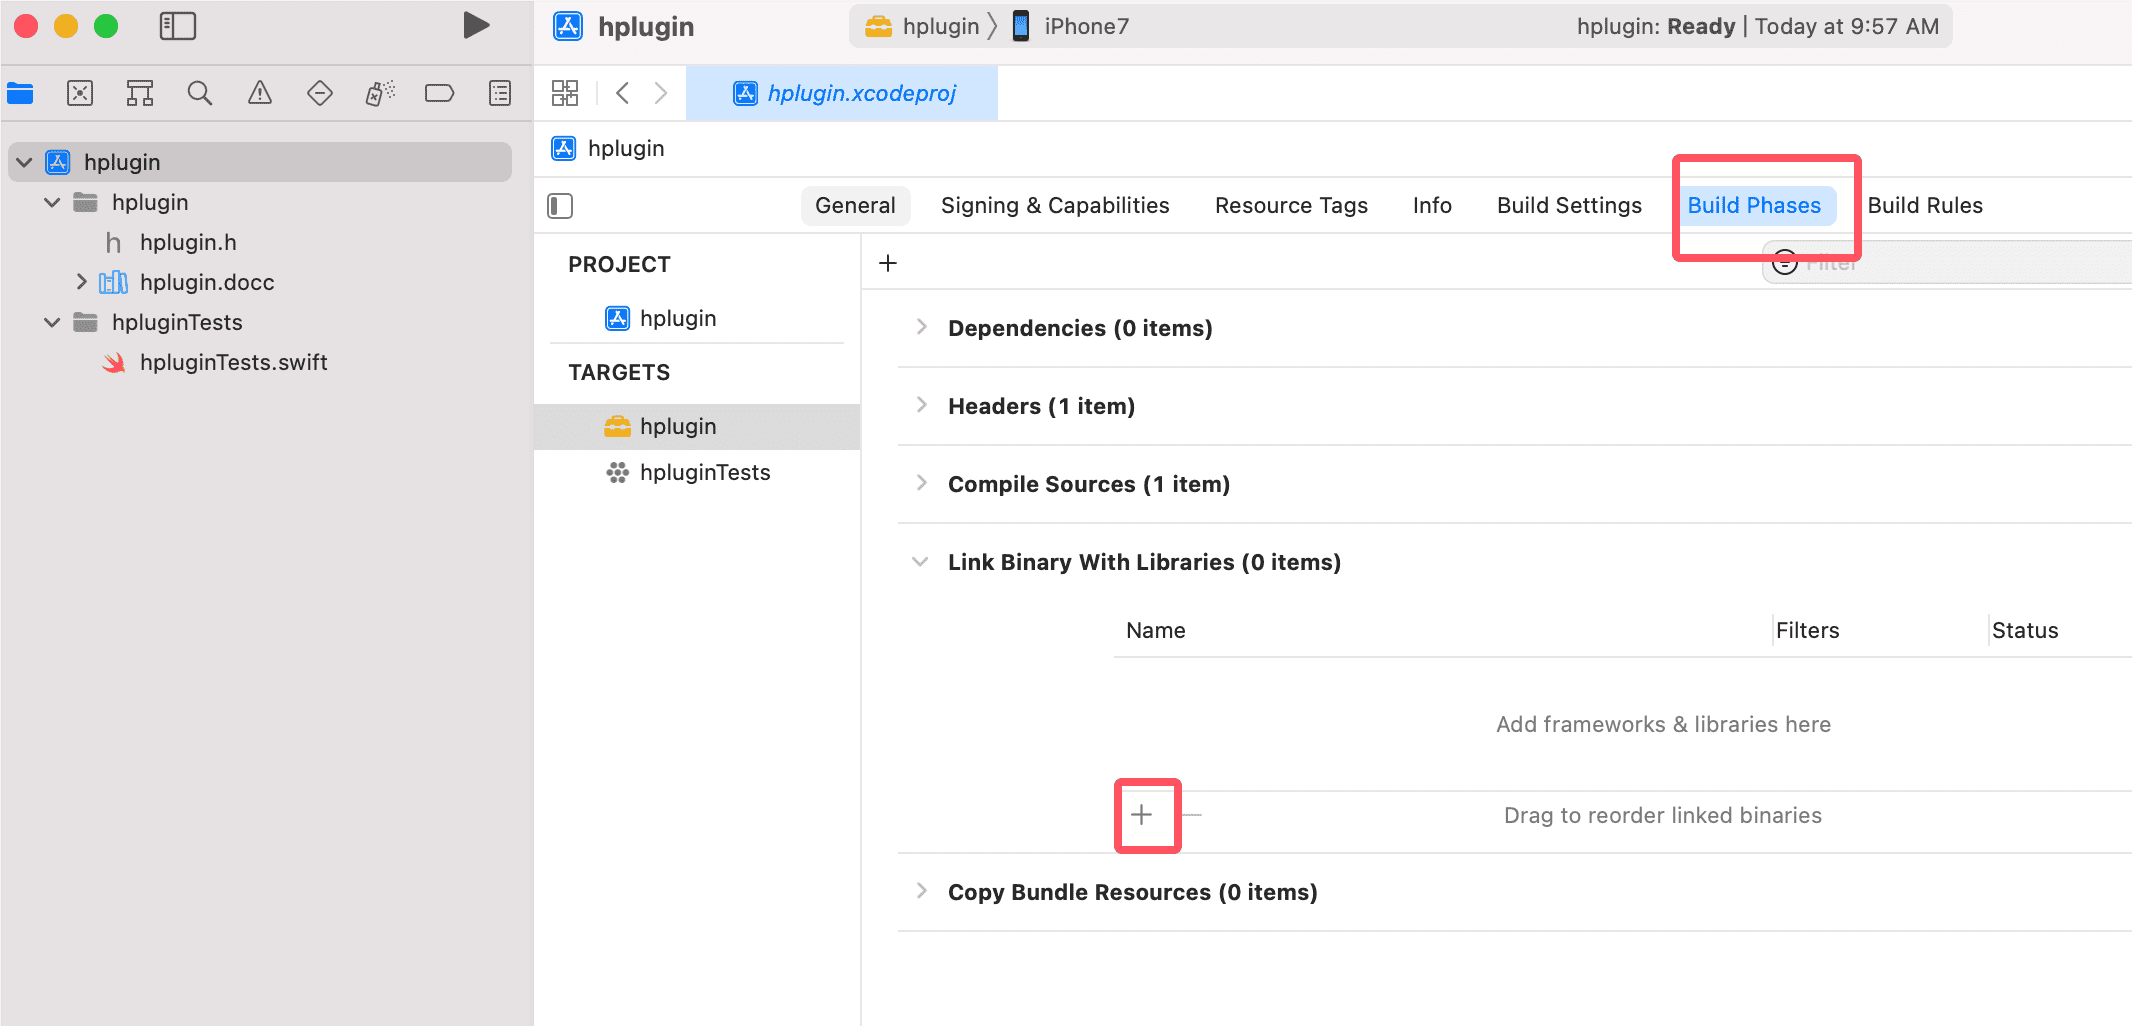 hplugin
hplugin
iPhone7
hplugin: Ready | Today at 9:57 AM
hplugin.xcodeproj
hplugin
hplugin
hplugin
h hplugin.h
hplugin.docc
hpluginTests
hpluginTests.swift
General
Signing & Capabilities
Resource Tags
Info
Build Settings
Build Phases
Build Rules
PROJECT
hplugin
TARGETS
hplugin
hpluginTests
Filter
Dependencies (0 items)
Headers (1 item)
Compile Sources (1 item)
Link Binary With Libraries (0 items)
Name
Filters
Status
Add frameworks & libraries here
Drag to reorder linked binaries
Copy Bundle Resources (0 items)